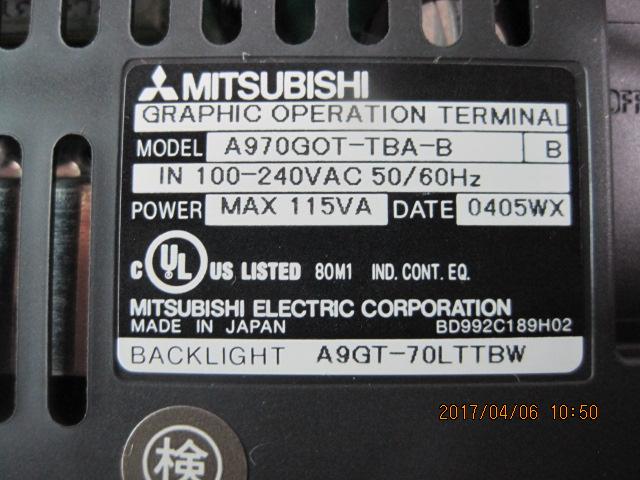 MITSUBISHI
GRAPHIC OPERATION TERMINAL
MODEL A970GOT-TBA-B B
IN 100-240VAC 50/60Hz
POWER MAX 115VA DATE 0405WX
C UL US LISTED 80M1 IND. CONT. EQ.
MITSUBISHI ELECTRIC CORPORATION
MADE IN JAPAN BD992C189H02
BACKLIGHT A9GT-70LTTBW
2017/04/06 10:50
検